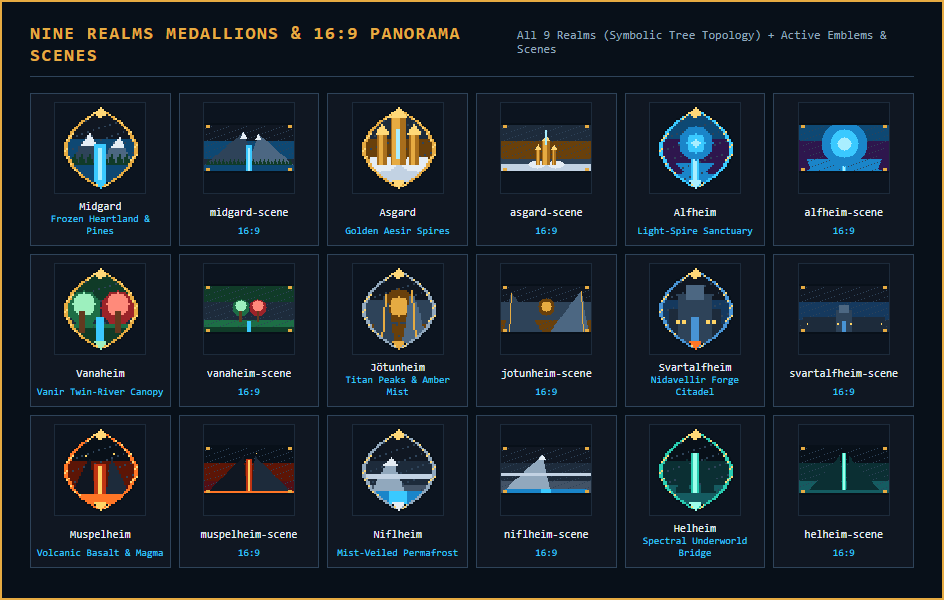 NINE REALMS MEDALLIONS & 16:9 PANORAMA
SCENES
All 9 Realms (Symbolic Tree Topology) + Active Emblems &
Scenes
Midgard
Frozen Heartland &
Pines
midgard-scene
16:9
Asgard
Golden Aesir Spires
asgard-scene
16:9
Alfheim
Light-Spire Sanctuary
alfheim-scene
16:9
Vanaheim
Vanir Twin-River Canopy
vanaheim-scene
16:9
Jötunheim
Titan Peaks & Amber
Mist
jotunheim-scene
16:9
Svartalfheim
Nidavellir Forge
Citadel
svartalfheim-scene
16:9
Muspelheim
Volcanic Basalt & Magma
muspelheim-scene
16:9
Niflheim
Mist-Veiled Permafrost
niflheim-scene
16:9
Helheim
Spectral Underworld
Bridge
helheim-scene
16:9